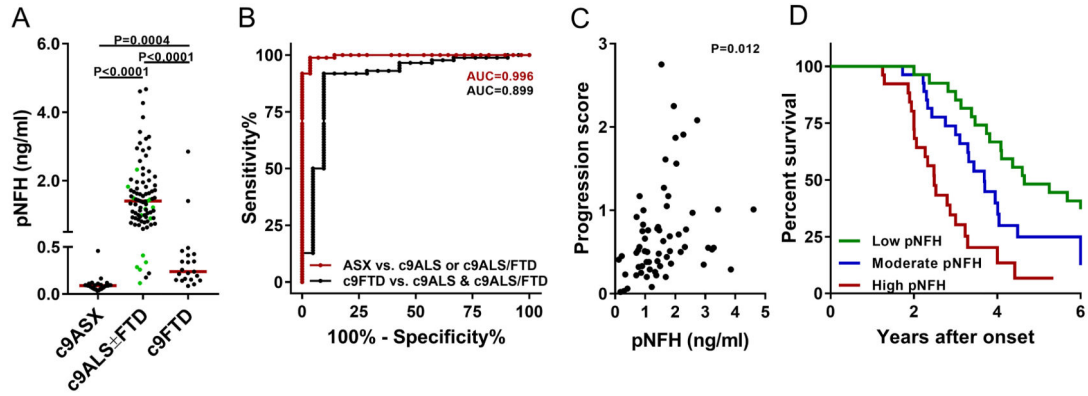 A
P=0.0004
P<0.0001
P<0.0001
6.0
4.0
2.0
0.5
0.0
pNFH (ng/ml)
c9ASX
c9ALS±FTD
c9FTD
B
100
75
50
25
0
Sensitivity%
AUC=0.996
AUC=0.899
ASX vs. c9ALS or c9ALS/FTD
c9FTD vs. c9ALS & c9ALS/FTD
0 25 50 75 100
100% - Specificity%
C
P=0.012
3
2
1
0
Progression score
0 1 2 3 4 5
pNFH (ng/ml)
D
100
75
50
25
0
Percent survival
Low pNFH
Moderate pNFH
High pNFH
0 2 4 6
Years after onset